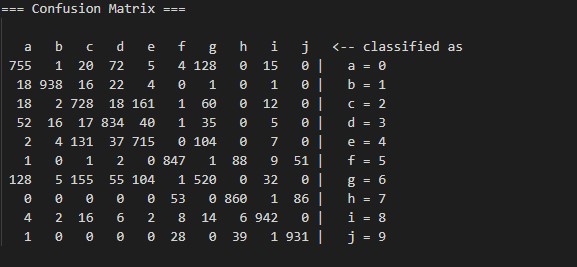 === Confusion Matrix ===
a b c d e f g h i j <-- classified as
755 1 20 72 5 4 128 0 15 0 | a = 0
18 938 16 22 4 0 1 0 1 0 | b = 1
18 2 728 18 161 1 60 0 12 0 | c = 2
52 16 17 834 40 1 35 0 5 0 | d = 3
2 4 131 37 715 0 104 0 7 0 | e = 4
1 0 1 2 0 847 1 88 9 51 | f = 5
128 5 155 55 104 1 520 0 32 0 | g = 6
0 0 0 0 0 53 0 860 1 86 | h = 7
4 2 16 6 2 8 14 6 942 0 | i = 8
1 0 0 0 0 28 0 39 1 931 | j = 9